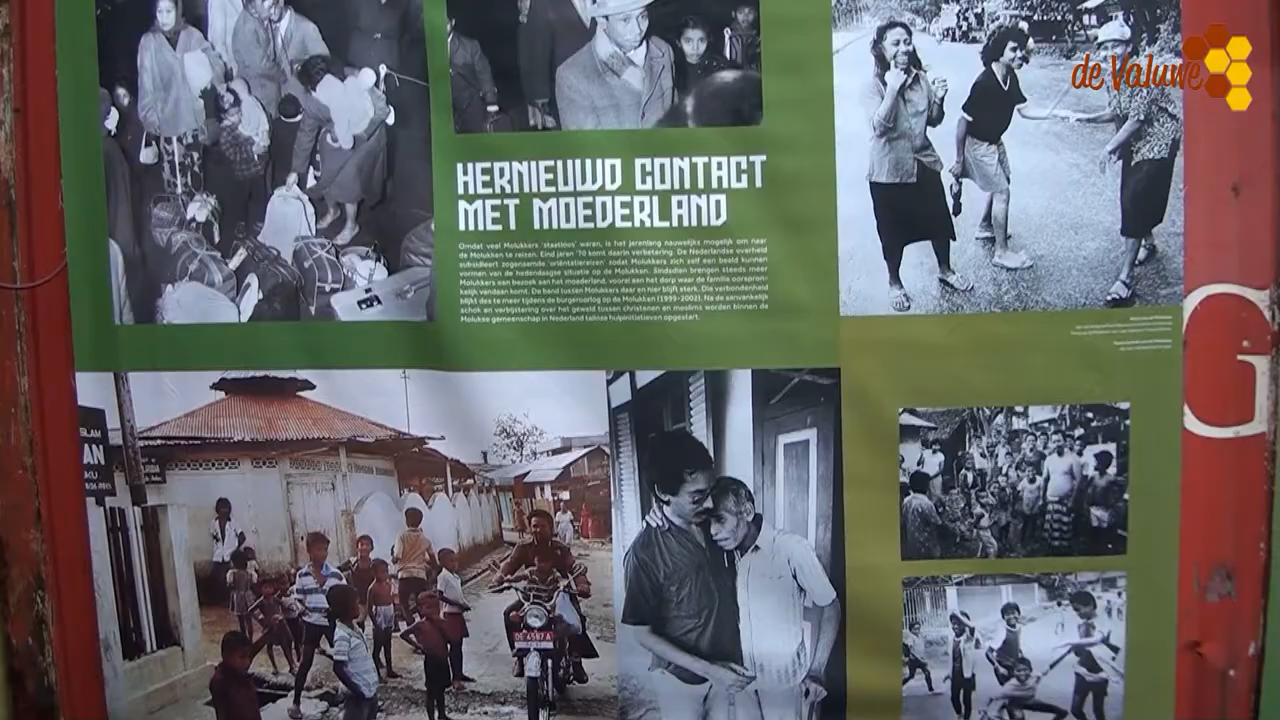 de Valuwe
HERNIEUWD CONTACT
MET MOEDERLAND
Omdat veel Molukkers 'staatloos' waren, is het jarenlang nauwelijks mogelijk om naar
de Molukken te reizen. Eind jaren '70 komt daarin verbetering. De Nederlandse overheid
subsidieert zogenaamde 'oriëntatiereizen' zodat Molukkers zich zelf een beeld kunnen
vormen van de hedendaagse situatie op de Molukken. Sindsdien brengen steeds meer
Molukkers een bezoek aan het moederland, vooral aan het dorp waar de familie oorspron-
kelijk vandaan komt. De band tussen Molukkers daar en hier blijft sterk. Die verbondenheid
blijkt des te meer tijdens de burgeroorlog op de Molukken (1999-2002). Na de aanvankelijk
schok en verbijstering over het geweld tussen christenen en moslims worden binnen de
Molukse gemeenschap in Nederland talloze hulpinitiatieven opgestart.
G
SLAM
AN
KU
DE 4587 A